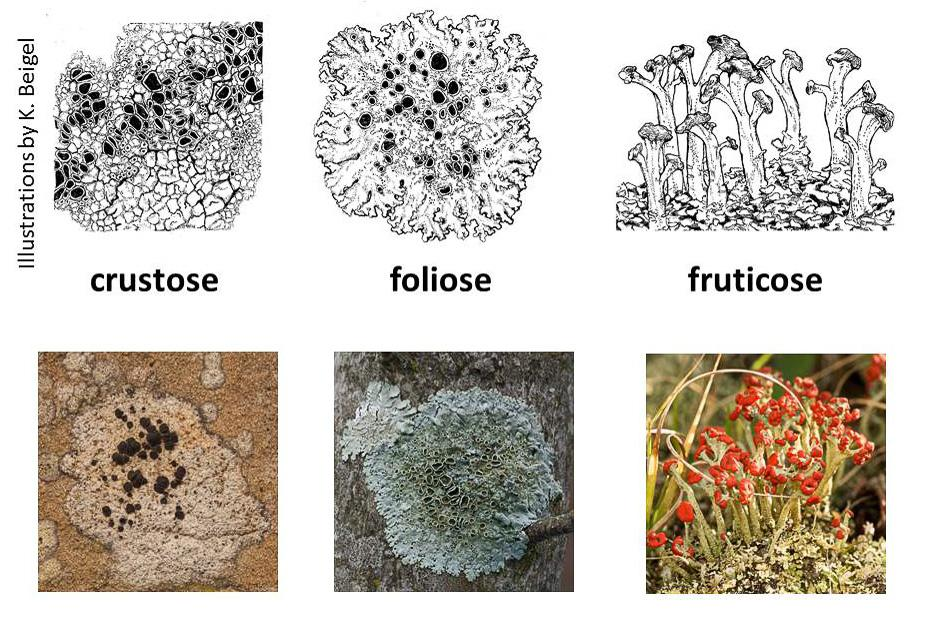 Illustrations by K. Beigel
crustose
foliose
fruticose